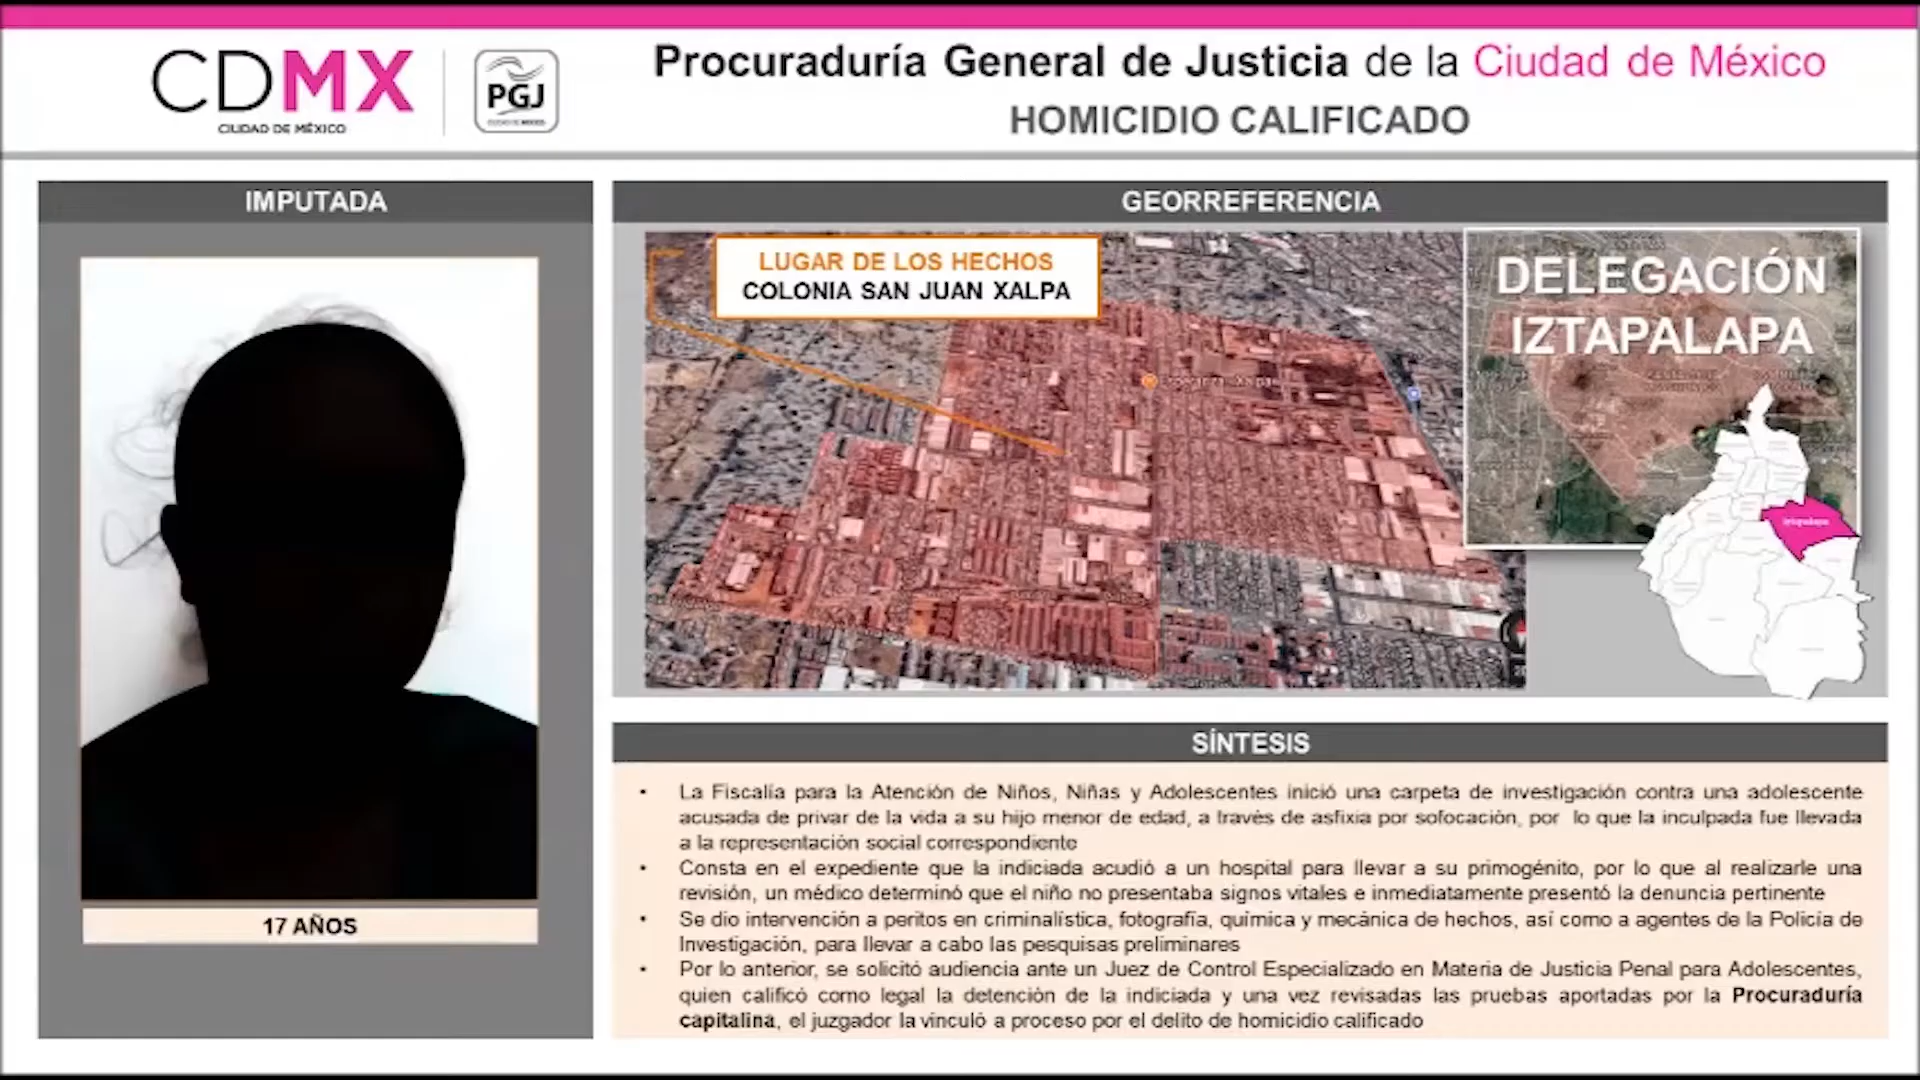 CDMX
CIUDAD DE MÉXICO
PGJ
CIUDAD DE MÉXICO
Procuraduría General de Justicia de la Ciudad de México
HOMICIDIO CALIFICADO
IMPUTADA
17 AÑOS
GEORREFERENCIA
LUGAR DE LOS HECHOS
COLONIA SAN JUAN XALPA
DELEGACIÓN
IZTAPALAPA
Iztapalapa
SÍNTESIS
• La Fiscalía para la Atención de Niños, Niñas y Adolescentes inició una carpeta de investigación contra una adolescente
acusada de privar de la vida a su hijo menor de edad, a través de asfixia por sofocación, por lo que la inculpada fue llevada
a la representación social correspondiente
• Consta en el expediente que la indiciada acudió a un hospital para llevar a su primogénito, por lo que al realizarle una
revisión, un médico determinó que el niño no presentaba signos vitales e inmediatamente presentó la denuncia pertinente
• Se dio intervención a peritos en criminalística, fotografía, química y mecánica de hechos, así como a agentes de la Policía de
Investigación, para llevar a cabo las pesquisas preliminares
• Por lo anterior, se solicitó audiencia ante un Juez de Control Especializado en Materia de Justicia Penal para Adolescentes,
quien calificó como legal la detención de la indiciada y una vez revisadas las pruebas aportadas por la Procuraduría
capitalina, el juzgador la vinculó a proceso por el delito de homicidio calificado